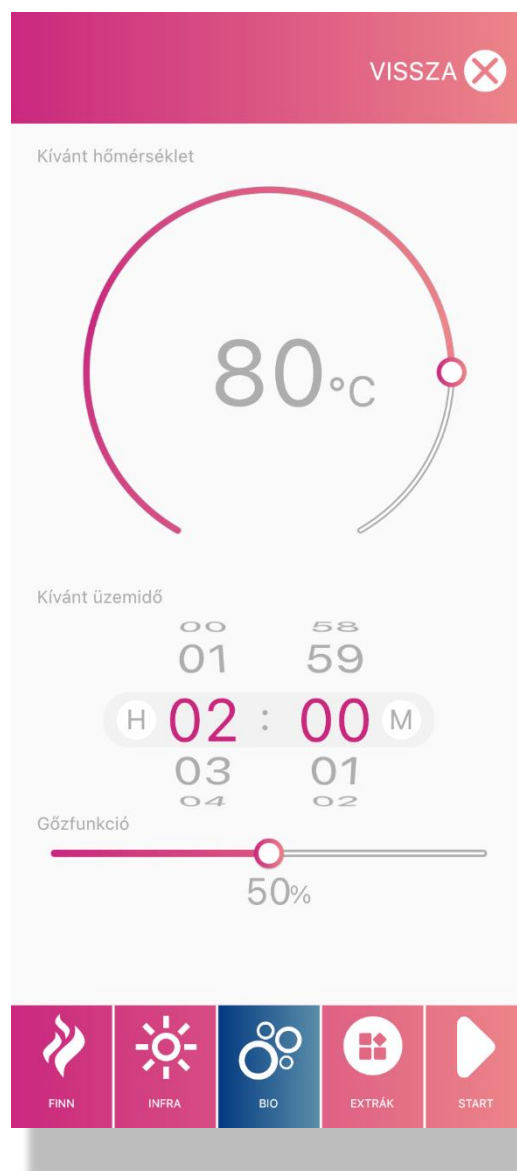 VISSZA
Kívánt hőmérséklet
80°C
Kívánt üzemidő
00 58
01 59
H 02 : 00 M
03 01
04 02
Gőzfunkció
50%
FINN INFRA BIO EXTRÁK START